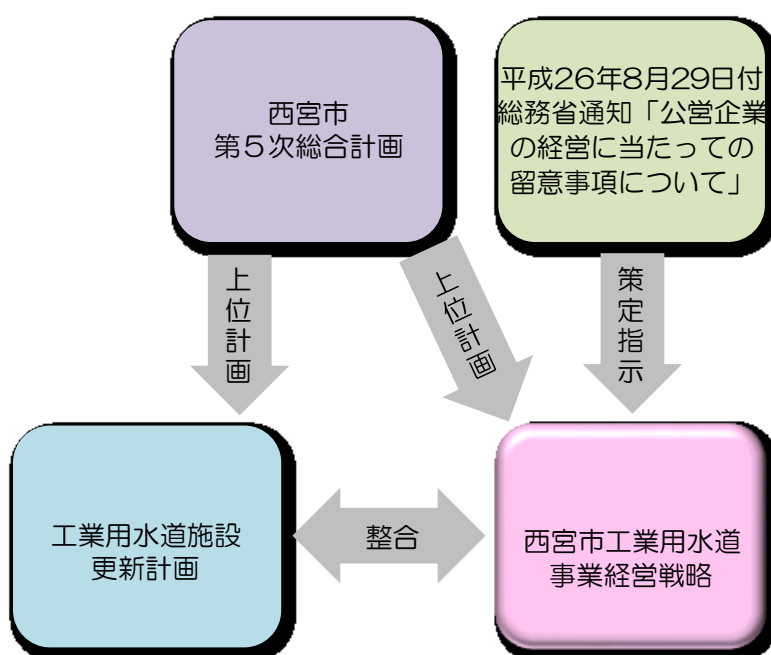 西宮市
第5次総合計画
平成26年8月29日付
総務省通知「公営企業
の経営に当たっての
留意事項について」
上位計画
上位計画
策定指示
工業用水道施設
更新計画
整合
西宮市工業用水道
事業経営戦略